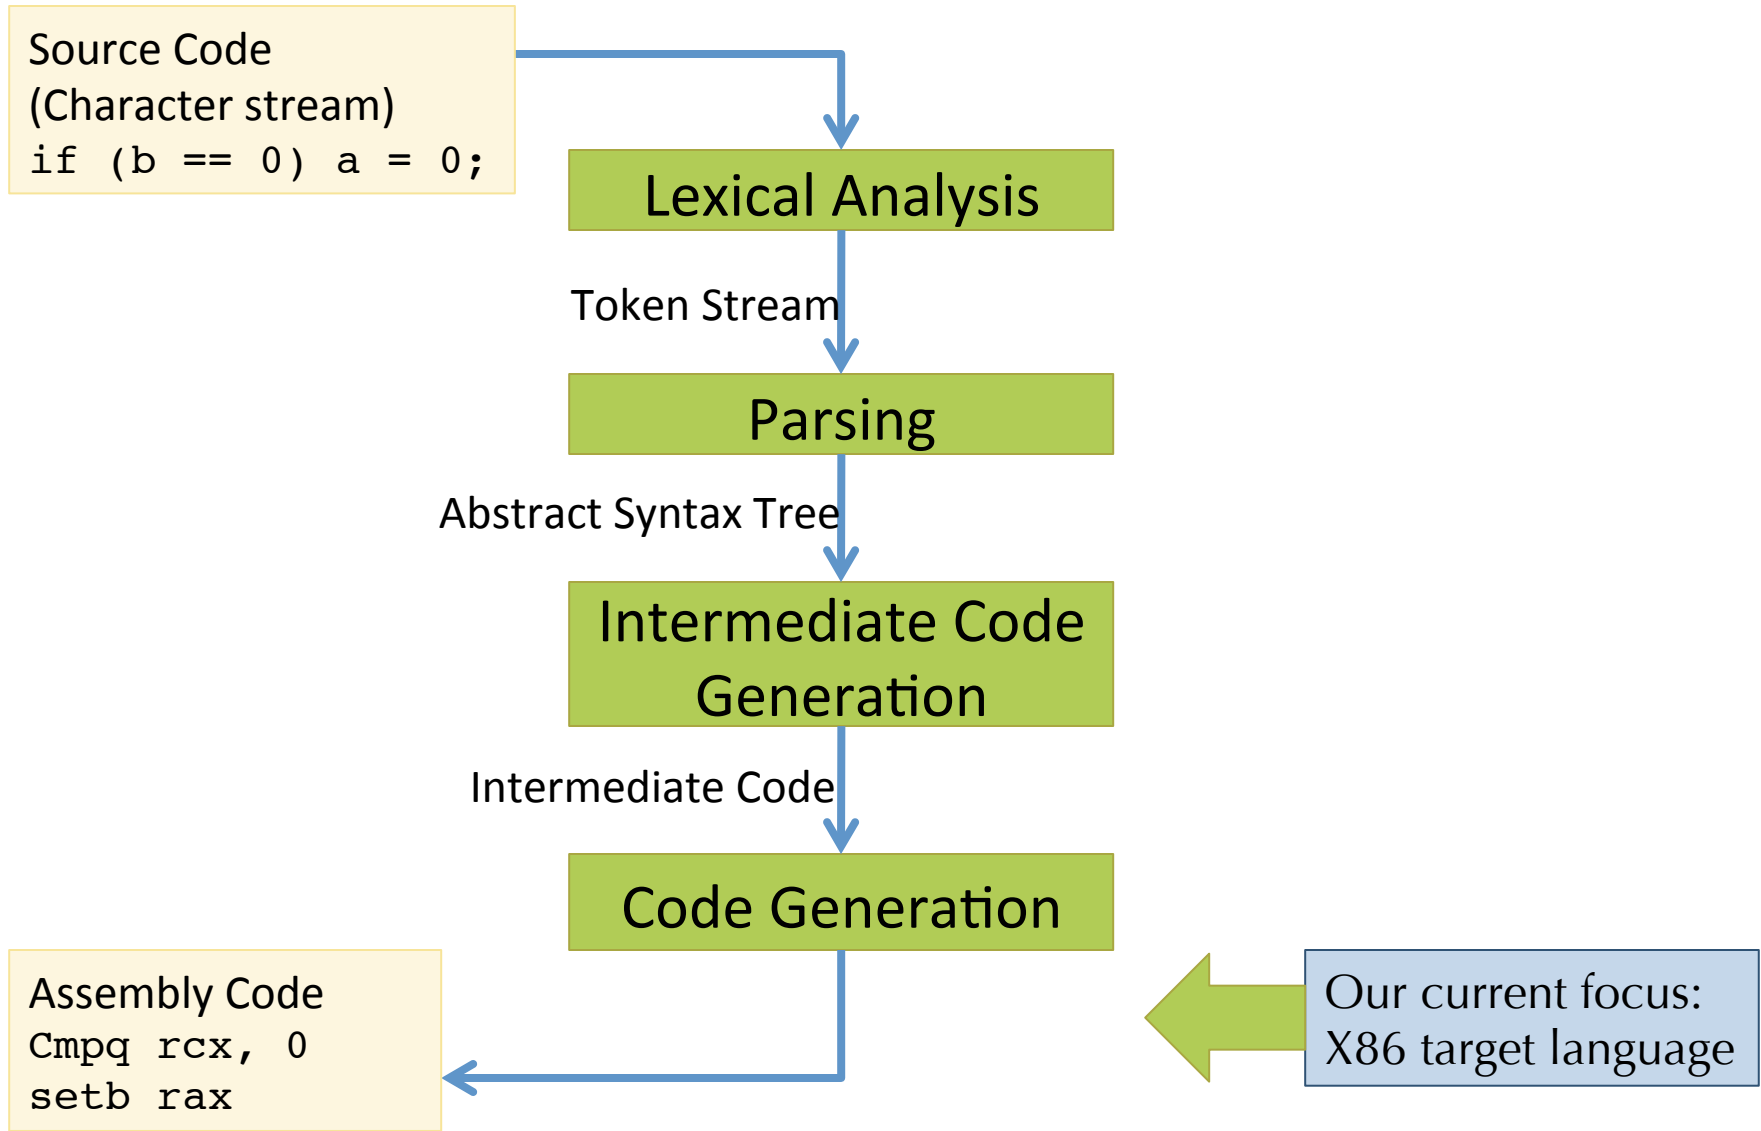 Source Code
(Character stream)
if (b == 0) a = 0;
Lexical Analysis
Token Stream
Parsing
Abstract Syntax Tree
Intermediate Code
Generation
Intermediate Code
Code Generation
Assembly Code
Cmpq rcx, 0
setb rax
Our current focus:
X86 target language